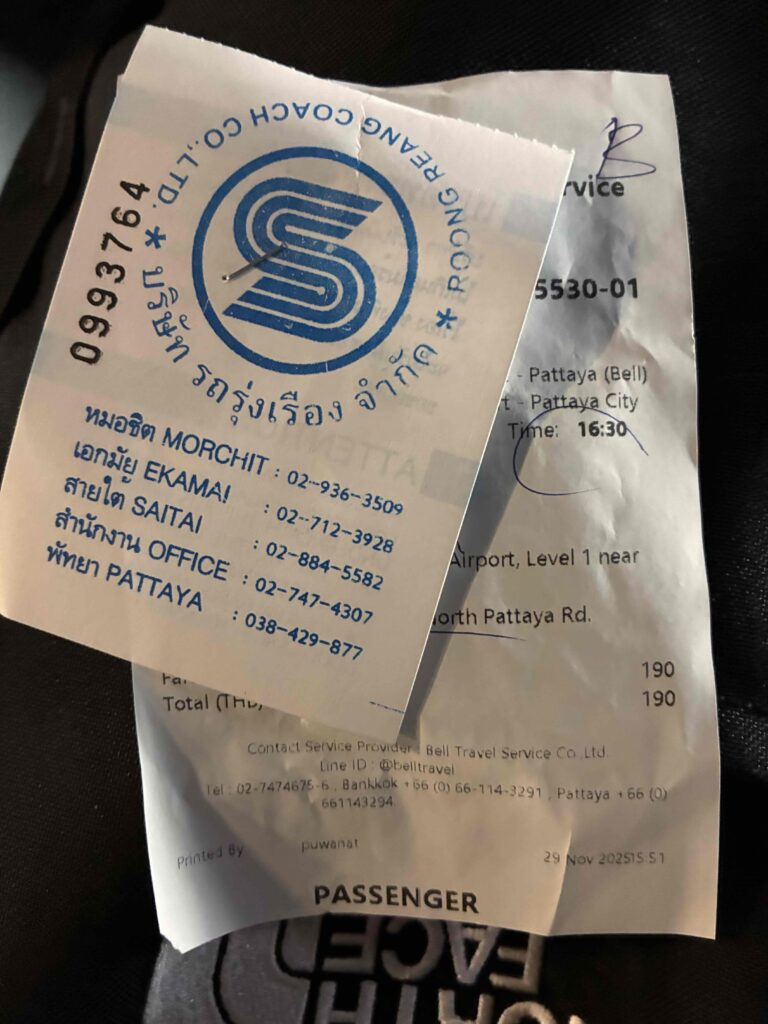 ROONG REANG COACH CO.,LTD.
* บริษัท รถรุ่งเรือง จำกัด *
0993764
หมอชิต MORCHIT : 02-936-3509
เอกมัย EKAMAI : 02-712-3928
สายใต้ SAITAI : 02-884-5582
สำนักงาน OFFICE : 02-747-4307
พัทยา PATTAYA : 038-429-877
B
rvice
5530-01
- Pattaya (Bell)
t - Pattaya City
Time: 16:30
Airport, Level 1 near
orth Pattaya Rd.
190
Total (THB) 190
Contact Service Provider : Bell Travel Service Co.,Ltd.
Line ID : @belltravel
Tel : 02-7474675-6 , Bankkok +66 (0) 66-114-3291 , Pattaya +66 (0)
661143294
Printed By puwanat 29 Nov 202515:51
PASSENGER
NORTH
FACE